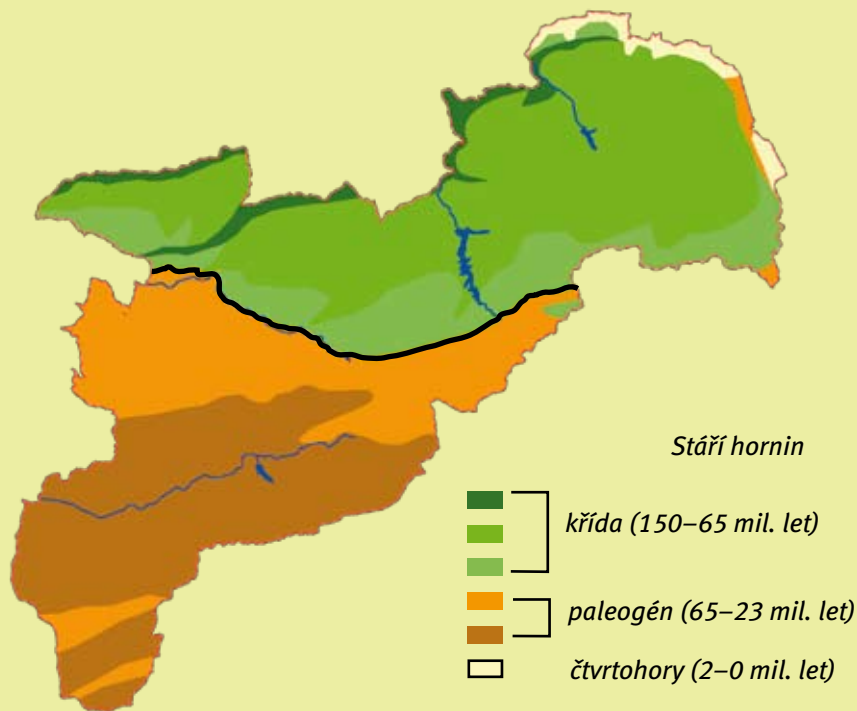 Stáří hornin
křída (150–65 mil. let)
paleogén (65–23 mil. let)
čtvrtohory (2–0 mil. let)